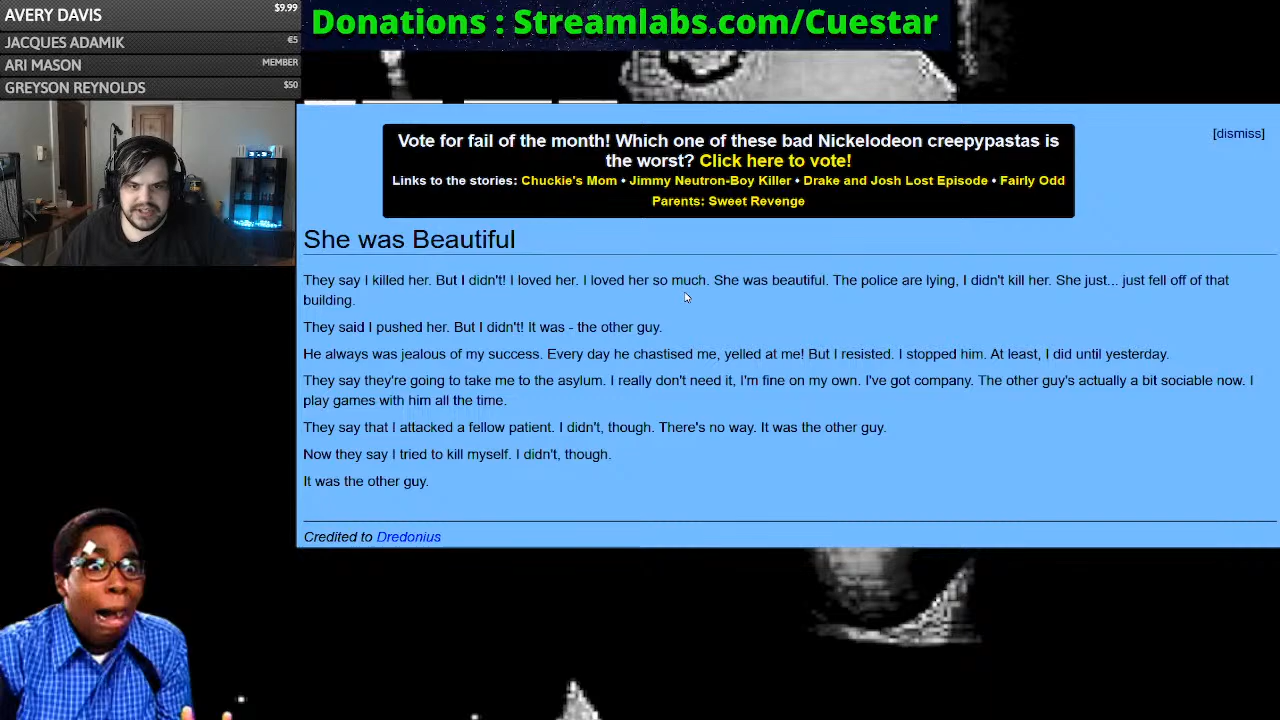 AVERY DAVIS $9.99
JACQUES ADAMIK €5
ARI MASON MEMBER
GREYSON REYNOLDS $50
Donations : Streamlabs.com/Cuestar
Vote for fail of the month! Which one of these bad Nickelodeon creepypastas is
the worst? Click here to vote!
Links to the stories: Chuckie's Mom • Jimmy Neutron-Boy Killer • Drake and Josh Lost Episode • Fairly Odd
Parents: Sweet Revenge
[dismiss]
She was Beautiful
They say I killed her. But I didn't! I loved her. I loved her so much. She was beautiful. The police are lying, I didn't kill her. She just... just fell off of that
building.
They said I pushed her. But I didn't! It was - the other guy.
He always was jealous of my success. Every day he chastised me, yelled at me! But I resisted. I stopped him. At least, I did until yesterday.
They say they're going to take me to the asylum. I really don't need it, I'm fine on my own. I've got company. The other guy's actually a bit sociable now. I
play games with him all the time.
They say that I attacked a fellow patient. I didn't, though. There's no way. It was the other guy.
Now they say I tried to kill myself. I didn't, though.
It was the other guy.
Credited to Dredonius